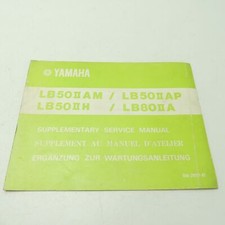 YAMAHA
LB50IIAM / LB50IIAP
LB50IIH / LB80IIA
SUPPLEMENTARY SERVICE MANUAL
SUPPLEMENT AU MANUEL D'ATELIER
ERGÄNZUNG ZUR WARTUNGSANLEITUNG